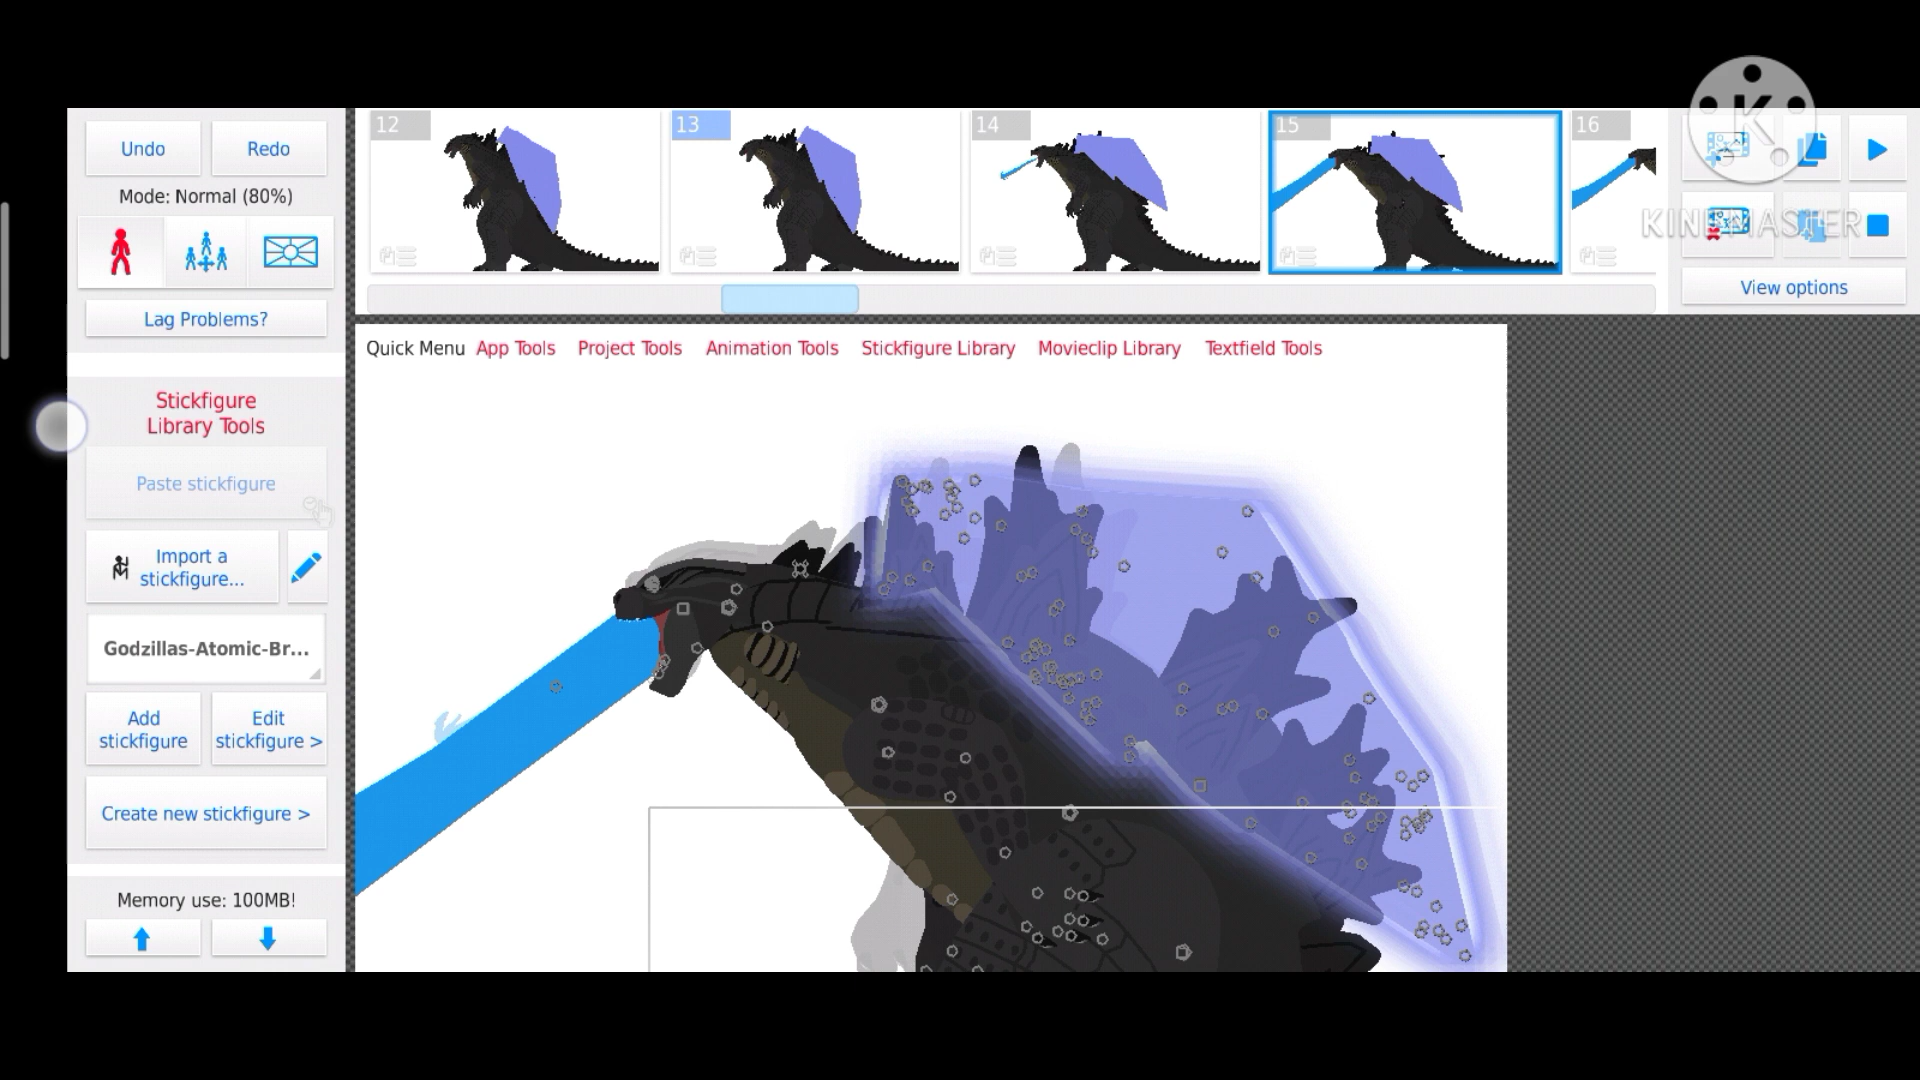 Undo
Redo
12
13
14
15
16
K
KINEMASTER
Mode: Normal (80%)
View options
Lag Problems?
Quick Menu App Tools Project Tools Animation Tools Stickfigure Library Movieclip Library Textfield Tools
Stickfigure
Library Tools
Paste stickfigure
Import a
stickfigure...
Godzillas-Atomic-Br...
Add
stickfigure
Edit
stickfigure >
Create new stickfigure >
Memory use: 100MB!